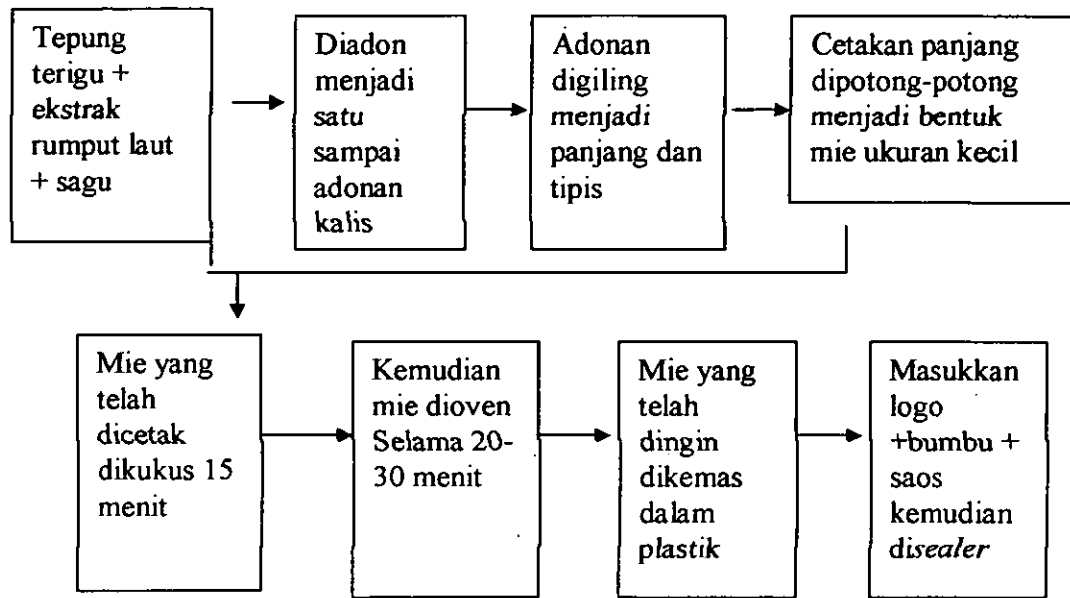 Tepung
terigu +
ekstrak
rumput laut
+ sagu
Diadon
menjadi
satu
sampai
adonan
kalis
Adonan
digiling
menjadi
panjang dan
tipis
Cetakan panjang
dipotong-potong
menjadi bentuk
mie ukuran kecil
Mie yang
telah
dicetak
dikukus 15
menit
Kemudian
mie dioven
Selama 20-
30 menit
Mie yang
telah
dingin
dikemas
dalam
plastik
Masukkan
logo
+bumbu +
saos
kemudian
disealer